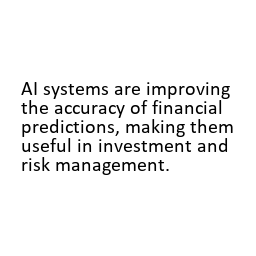 AI systems are improving
the accuracy of financial
predictions, making them
useful in investment and
risk management.